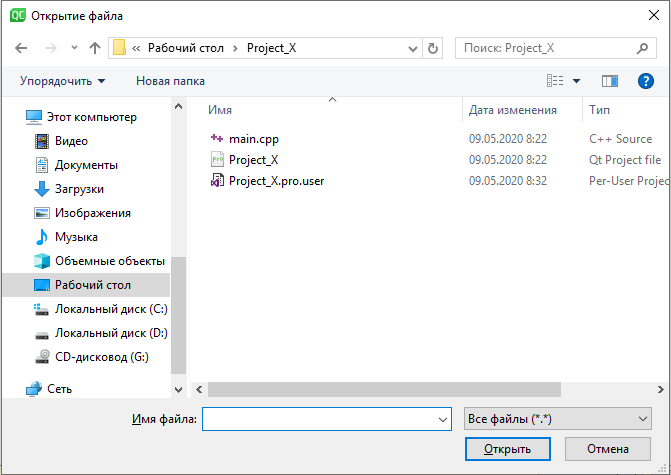 QC Открытие файла
« Рабочий стол Project_X Поиск: Project_X
Упорядочить Новая папка ?
Этот компьютер
Видео
Документы
Загрузки
Изображения
Музыка
Объемные объекты
Рабочий стол
Локальный диск (C:)
Локальный диск (D:)
CD-дисковод (G:)
Сеть
Имя Дата изменения Тип
main.cpp 09.05.2020 8:22 C++ Source
Project_X 09.05.2020 8:22 Qt Project file
Project_X.pro.user 09.05.2020 8:32 Per-User Projec
Имя файла: Все файлы (*.*)
Открыть Отмена